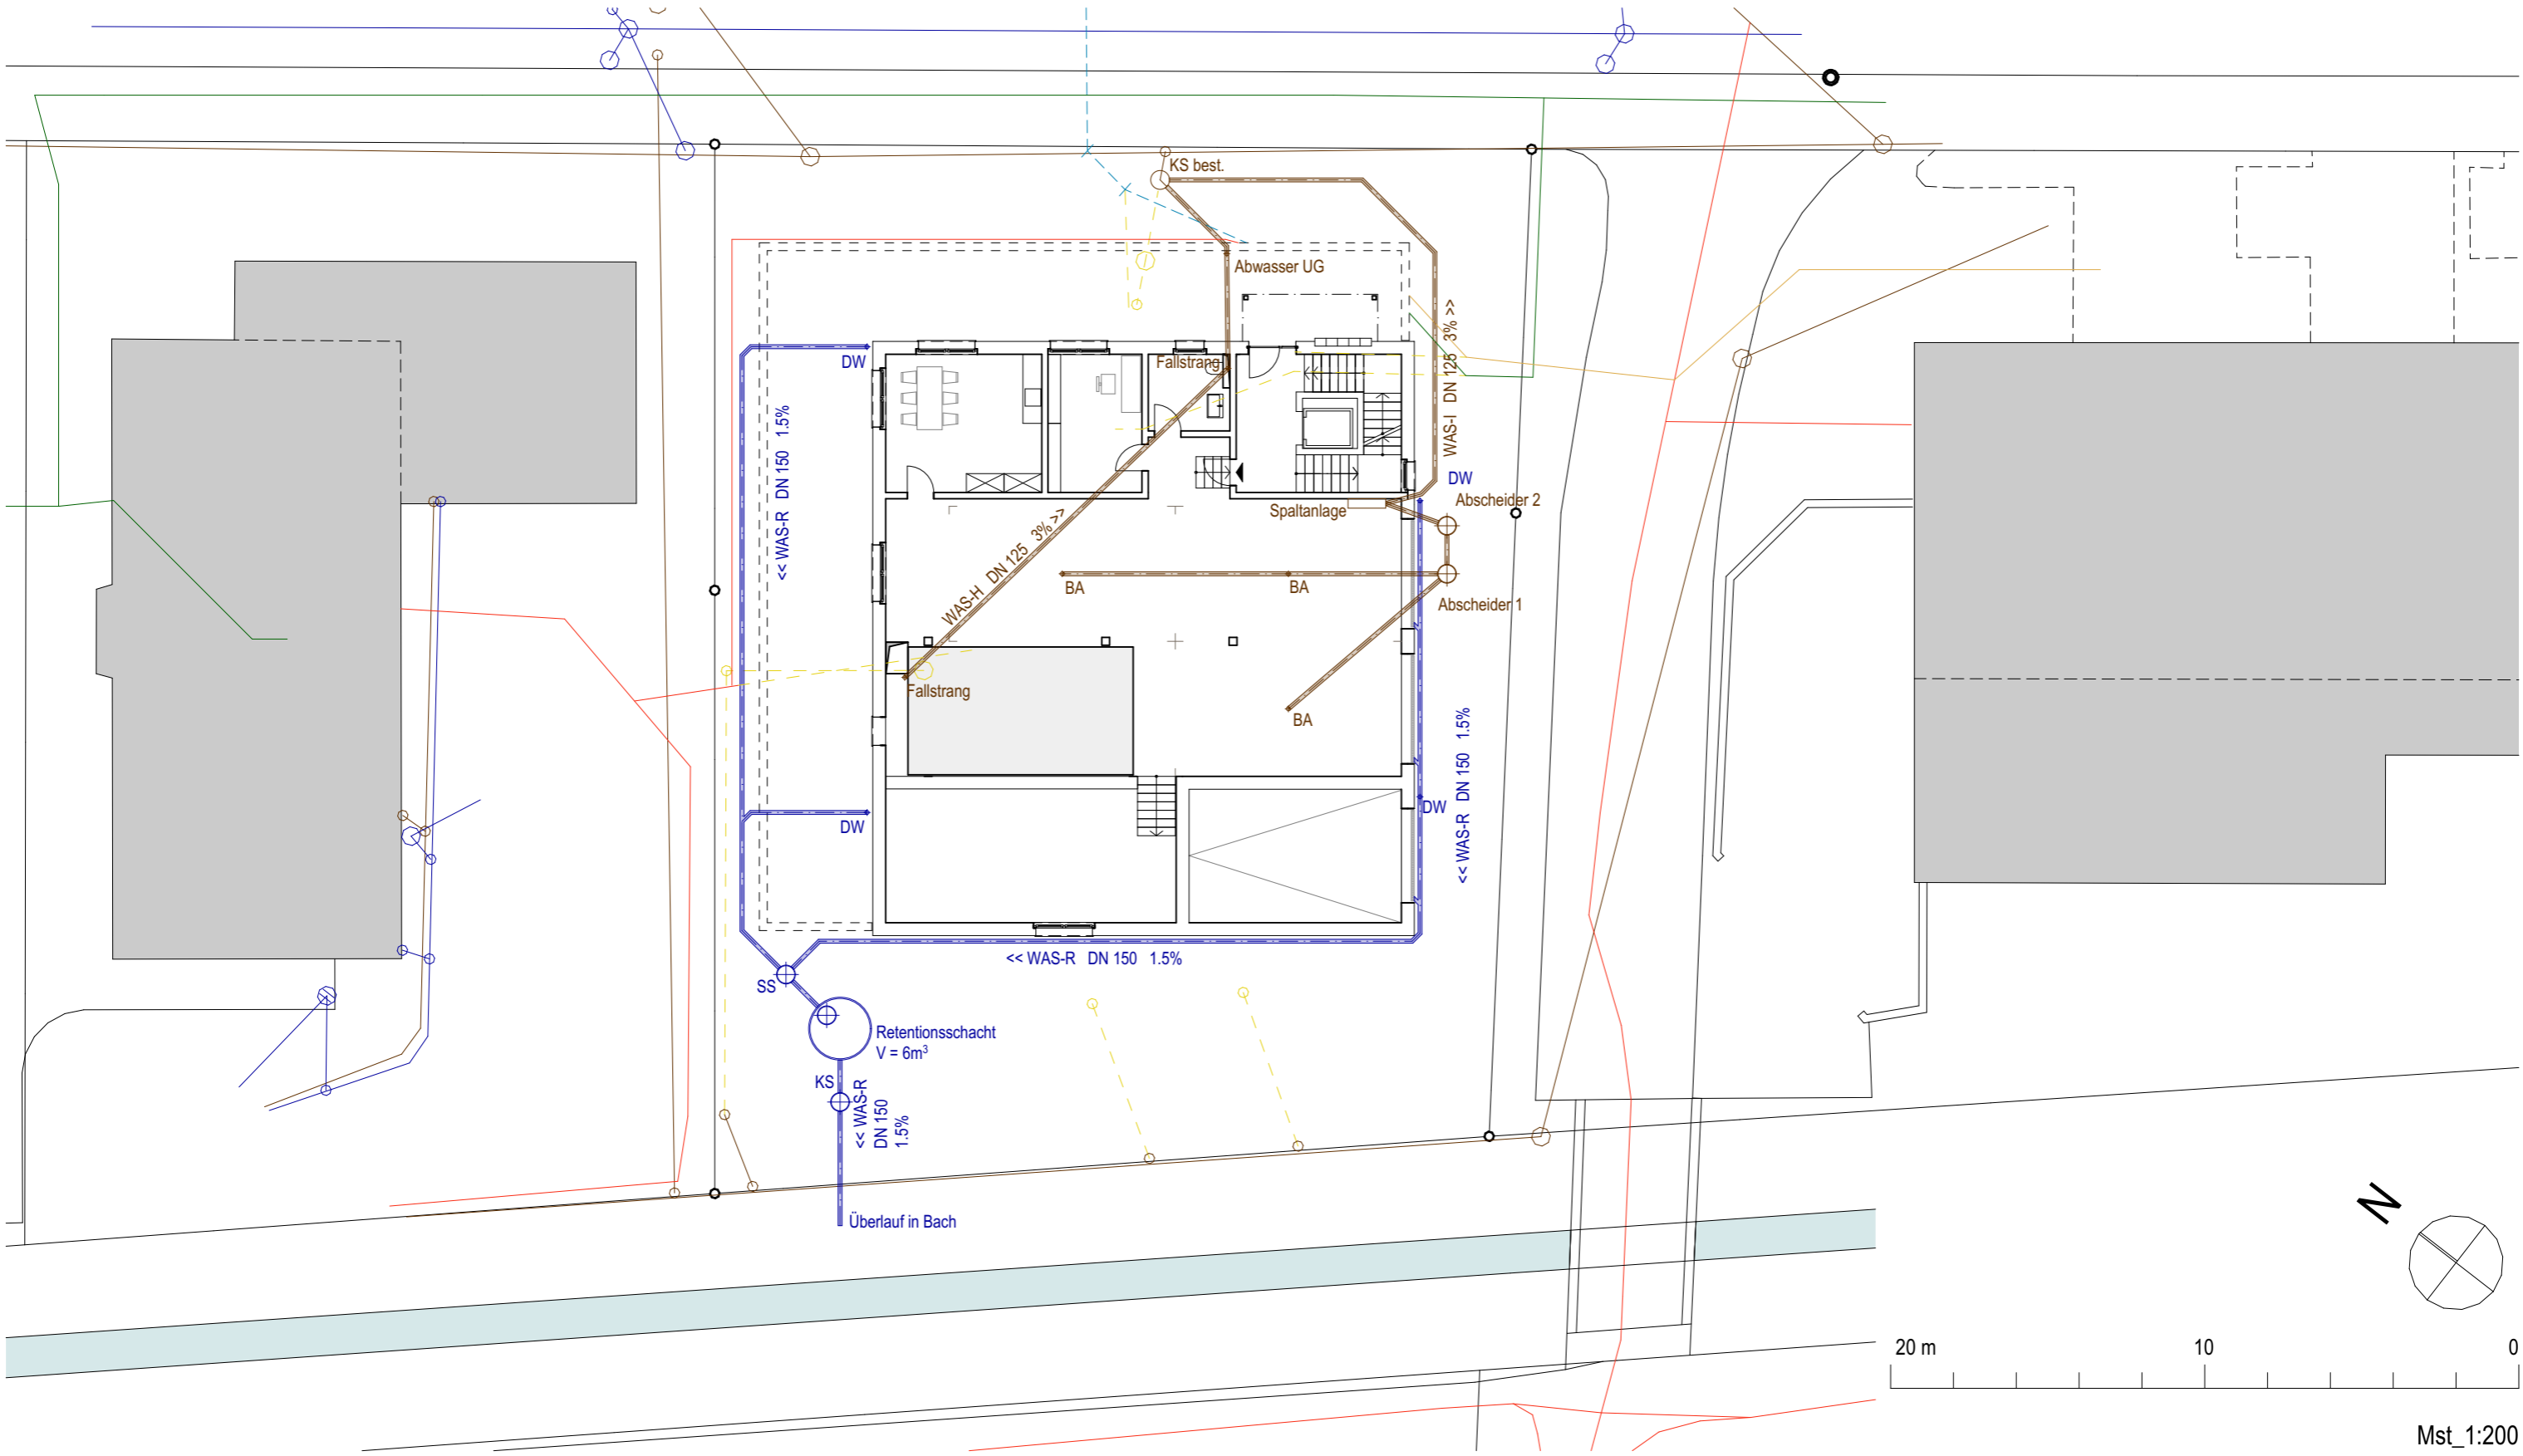 KS best.
Abwasser UG
WAS-I DN 125 3% >>
Fallstrang
DW
<< WAS-R DN 150 1.5%
DW
Abscheider 2
Spaltanlage
WAS-H DN 125 3% >>
BA
BA
Abscheider 1
Fallstrang
BA
<< WAS-R DN 150 1.5%
DW
DW
<< WAS-R DN 150 1.5%
SS
Retentionsschacht
V = 6m³
KS
<< WAS-R
DN 150
1.5%
Überlauf in Bach
N
20 m 10 0
Mst_1:200